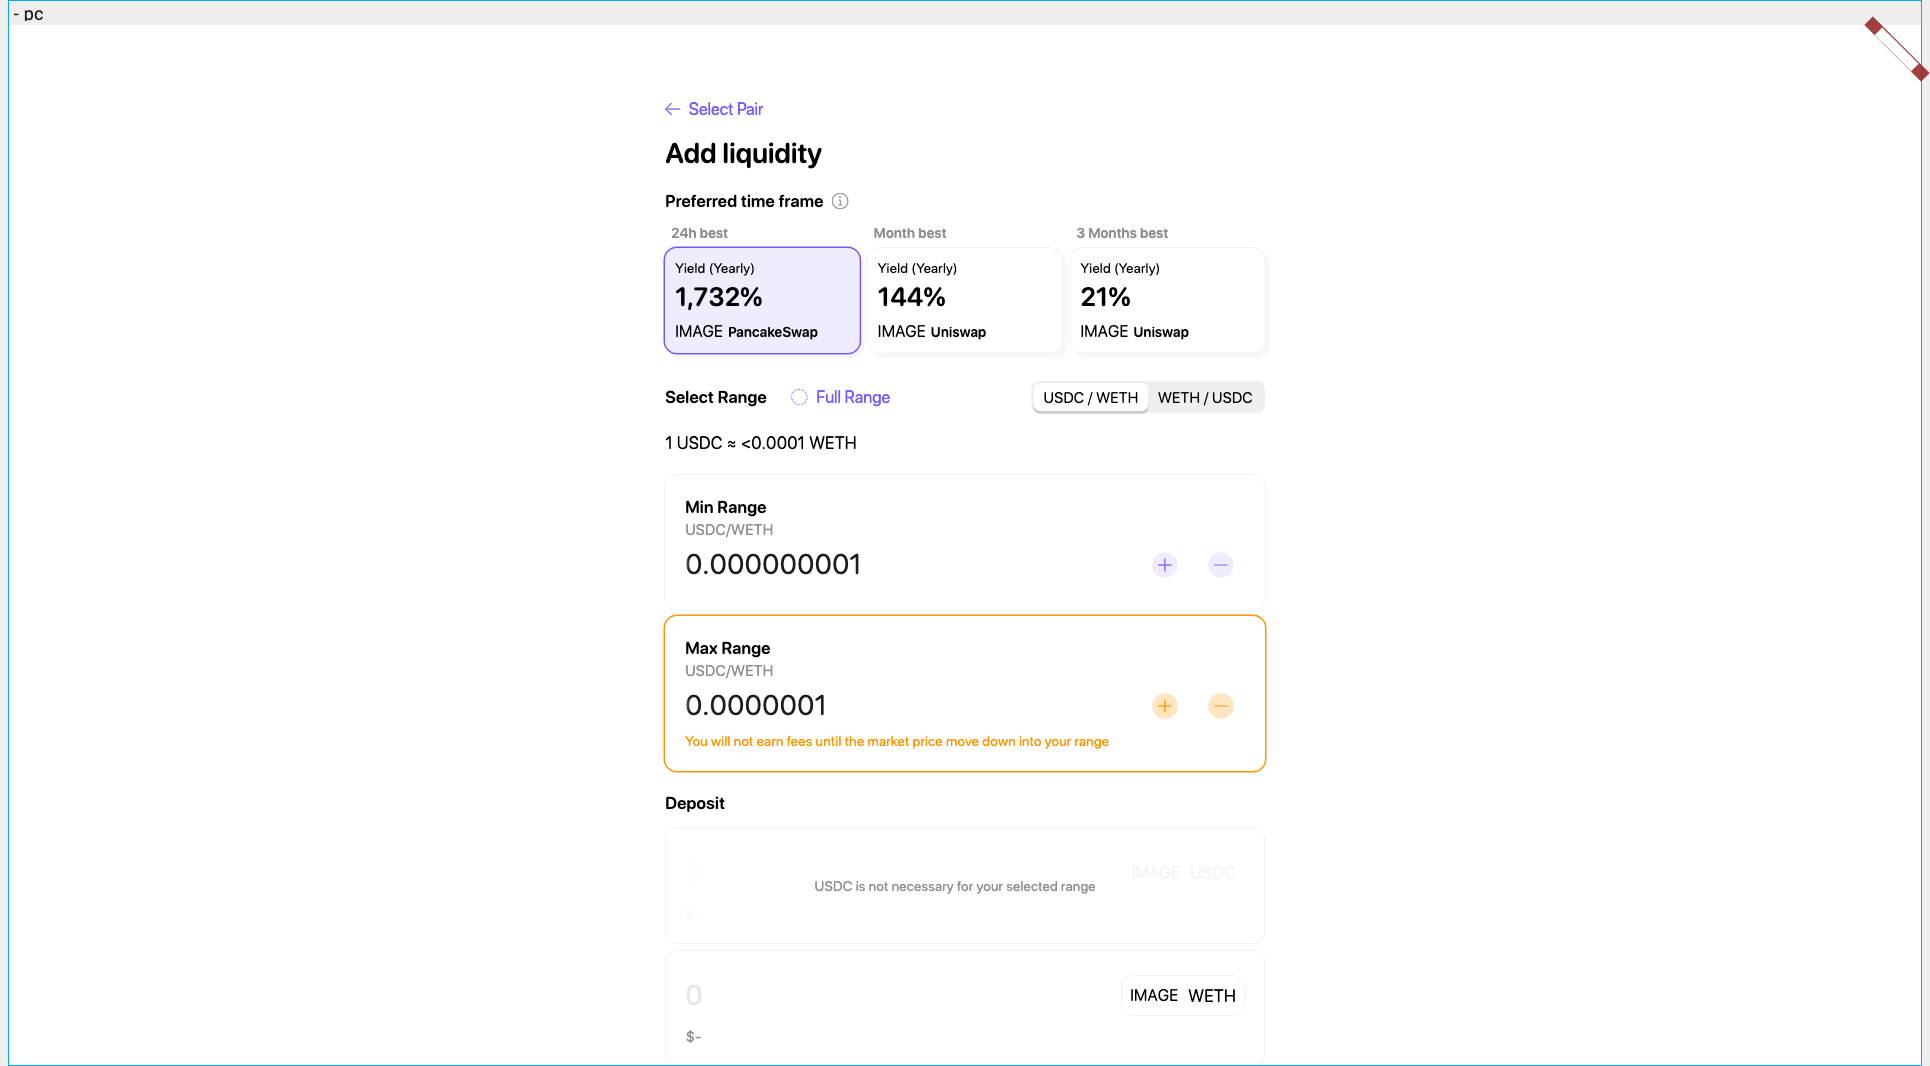 - pc
Select Pair
Add liquidity
Preferred time frame
24h best
Yield (Yearly)
1,732%
IMAGE PancakeSwap
Month best
Yield (Yearly)
144%
IMAGE Uniswap
3 Months best
Yield (Yearly)
21%
IMAGE Uniswap
Select Range Full Range
USDC / WETH WETH / USDC
1 USDC ≈ <0.0001 WETH
Min Range
USDC/WETH
0.000000001
Max Range
USDC/WETH
0.0000001
You will not earn fees until the market price move down into your range
Deposit
0 IMAGE USDC
USDC is not necessary for your selected range
$-
0 IMAGE WETH
$-